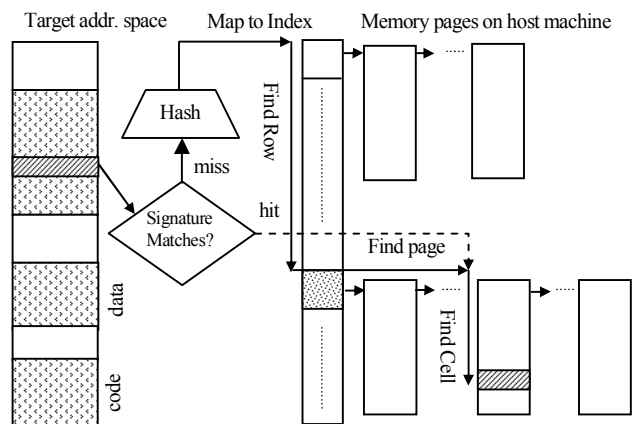 Target addr. space
Map to Index
Memory pages on host machine
Hash
Find Row
miss
Signature
Matches?
hit
Find page
data
Find Cell
code